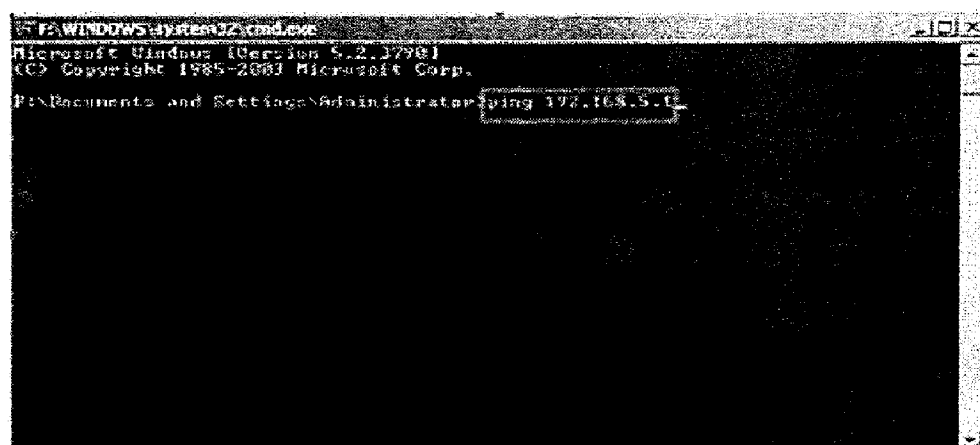 F:\WINDOWS\system32\cmd.exe
Microsoft Windows [Version 5.2.3790]
(C) Copyright 1985-2003 Microsoft Corp.
F:\Documents and Settings\Administrator>ping 192.168.5.1